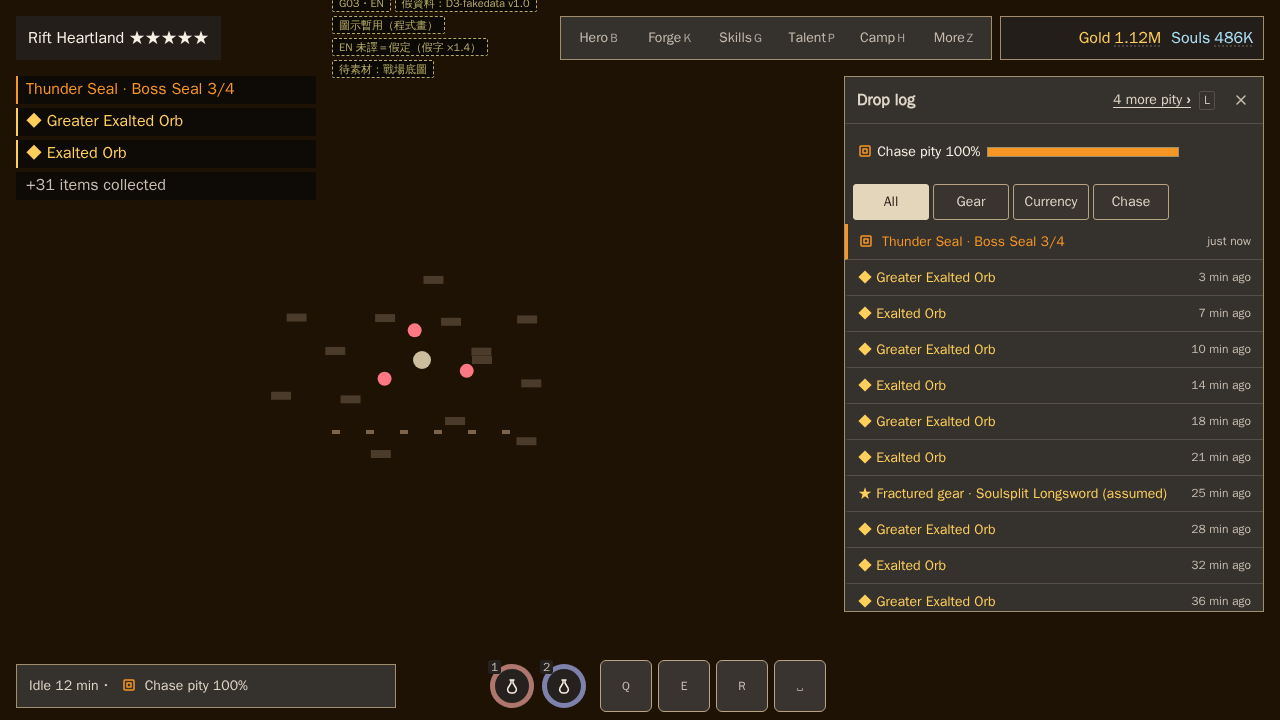 G03 · EN 假資料：D3-fakedata v1.0
圖示暫用（程式畫）
EN 未譯＝假定（假字 ×1.4）
待素材：戰場底圖
Rift Heartland ★★★★★
Hero B Forge K Skills G Talent P Camp H More Z
Gold 1.12M Souls 486K
Thunder Seal · Boss Seal 3/4
Greater Exalted Orb
Exalted Orb
+31 items collected
Drop log 4 more pity › L ×
Chase pity 100%
All Gear Currency Chase
Thunder Seal · Boss Seal 3/4 just now
Greater Exalted Orb 3 min ago
Exalted Orb 7 min ago
Greater Exalted Orb 10 min ago
Exalted Orb 14 min ago
Greater Exalted Orb 18 min ago
Exalted Orb 21 min ago
Fractured gear · Soulsplit Longsword (assumed) 25 min ago
Greater Exalted Orb 28 min ago
Exalted Orb 32 min ago
Greater Exalted Orb 36 min ago
Idle 12 min · Chase pity 100%
1 2 Q E R ␣